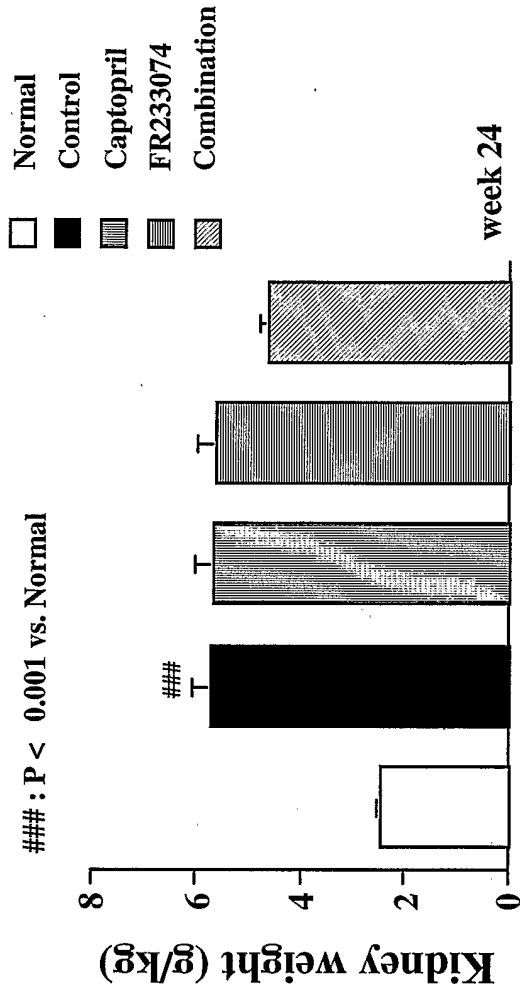 ### : P < 0.001 vs. Normal
Normal
Control
Captopril
FR233074
Combination
Kidney weight (g/kg)
8
6
4
2
0
###
week 24